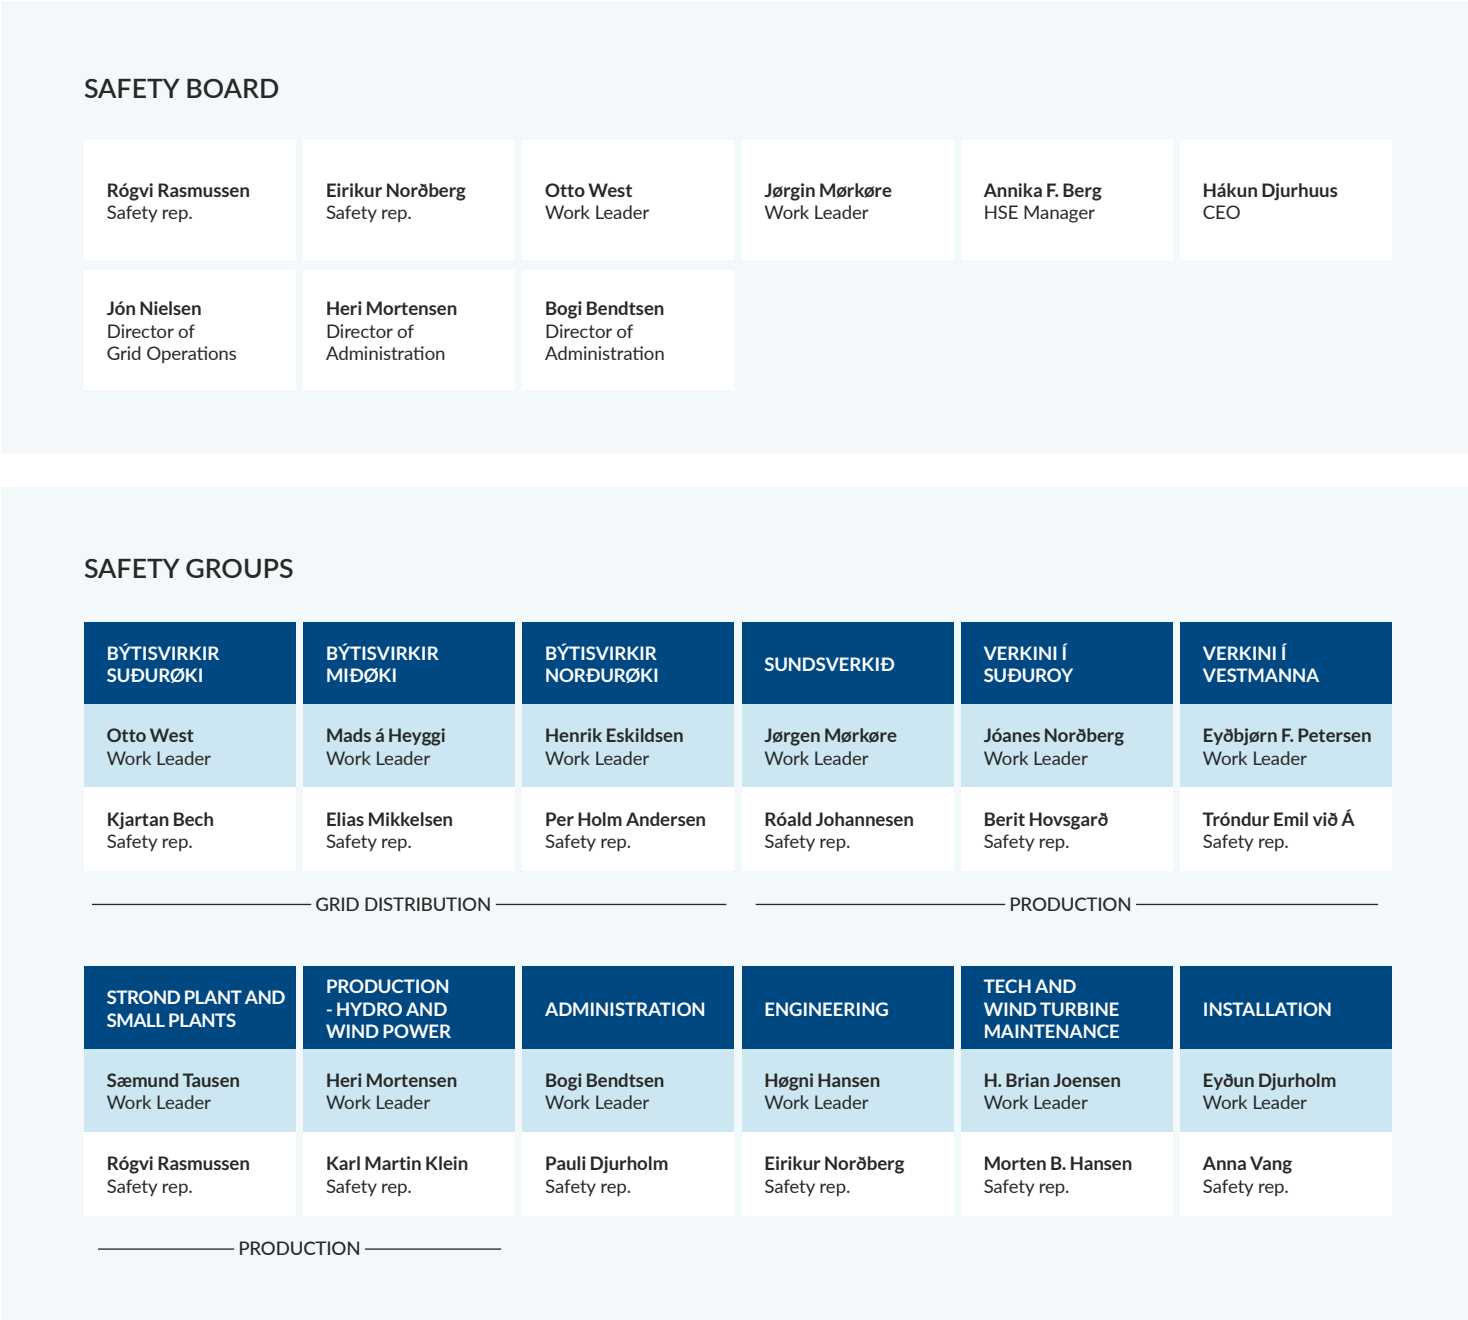 SAFETY BOARD
Rógvi Rasmussen
Safety rep.
Eirikur Norðberg
Safety rep.
Otto West
Work Leader
Jørgin Mørkøre
Work Leader
Annika F. Berg
HSE Manager
Hákun Djurhuus
CEO
Jón Nielsen
Director of
Grid Operations
Heri Mortensen
Director of
Administration
Bogi Bendtsen
Director of
Administration
SAFETY GROUPS
BÝTISVIRKIR
SUÐURØKI
Otto West
Work Leader
Kjartan Bech
Safety rep.
BÝTISVIRKIR
MIÐØKI
Mads á Heyggi
Work Leader
Elias Mikkelsen
Safety rep.
BÝTISVIRKIR
NORÐURØKI
Henrik Eskildsen
Work Leader
Per Holm Andersen
Safety rep.
SUNDSVERKIÐ
Jørgen Mørkøre
Work Leader
Róald Johannesen
Safety rep.
VERKINI Í
SUÐUROY
Jóanes Norðberg
Work Leader
Berit Hovsgarð
Safety rep.
VERKINI Í
VESTMANNA
Eyðbjørn F. Petersen
Work Leader
Tróndur Emil við Á
Safety rep.
GRID DISTRIBUTION
PRODUCTION
STROND PLANT AND
SMALL PLANTS
Sæmund Tausen
Work Leader
Rógvi Rasmussen
Safety rep.
PRODUCTION
- HYDRO AND
WIND POWER
Heri Mortensen
Work Leader
Karl Martin Klein
Safety rep.
ADMINISTRATION
Bogi Bendtsen
Work Leader
Pauli Djurholm
Safety rep.
ENGINEERING
Høgni Hansen
Work Leader
Eirikur Norðberg
Safety rep.
TECH AND
WIND TURBINE
MAINTENANCE
H. Brian Joensen
Work Leader
Morten B. Hansen
Safety rep.
INSTALLATION
Eyðun Djurholm
Work Leader
Anna Vang
Safety rep.
PRODUCTION